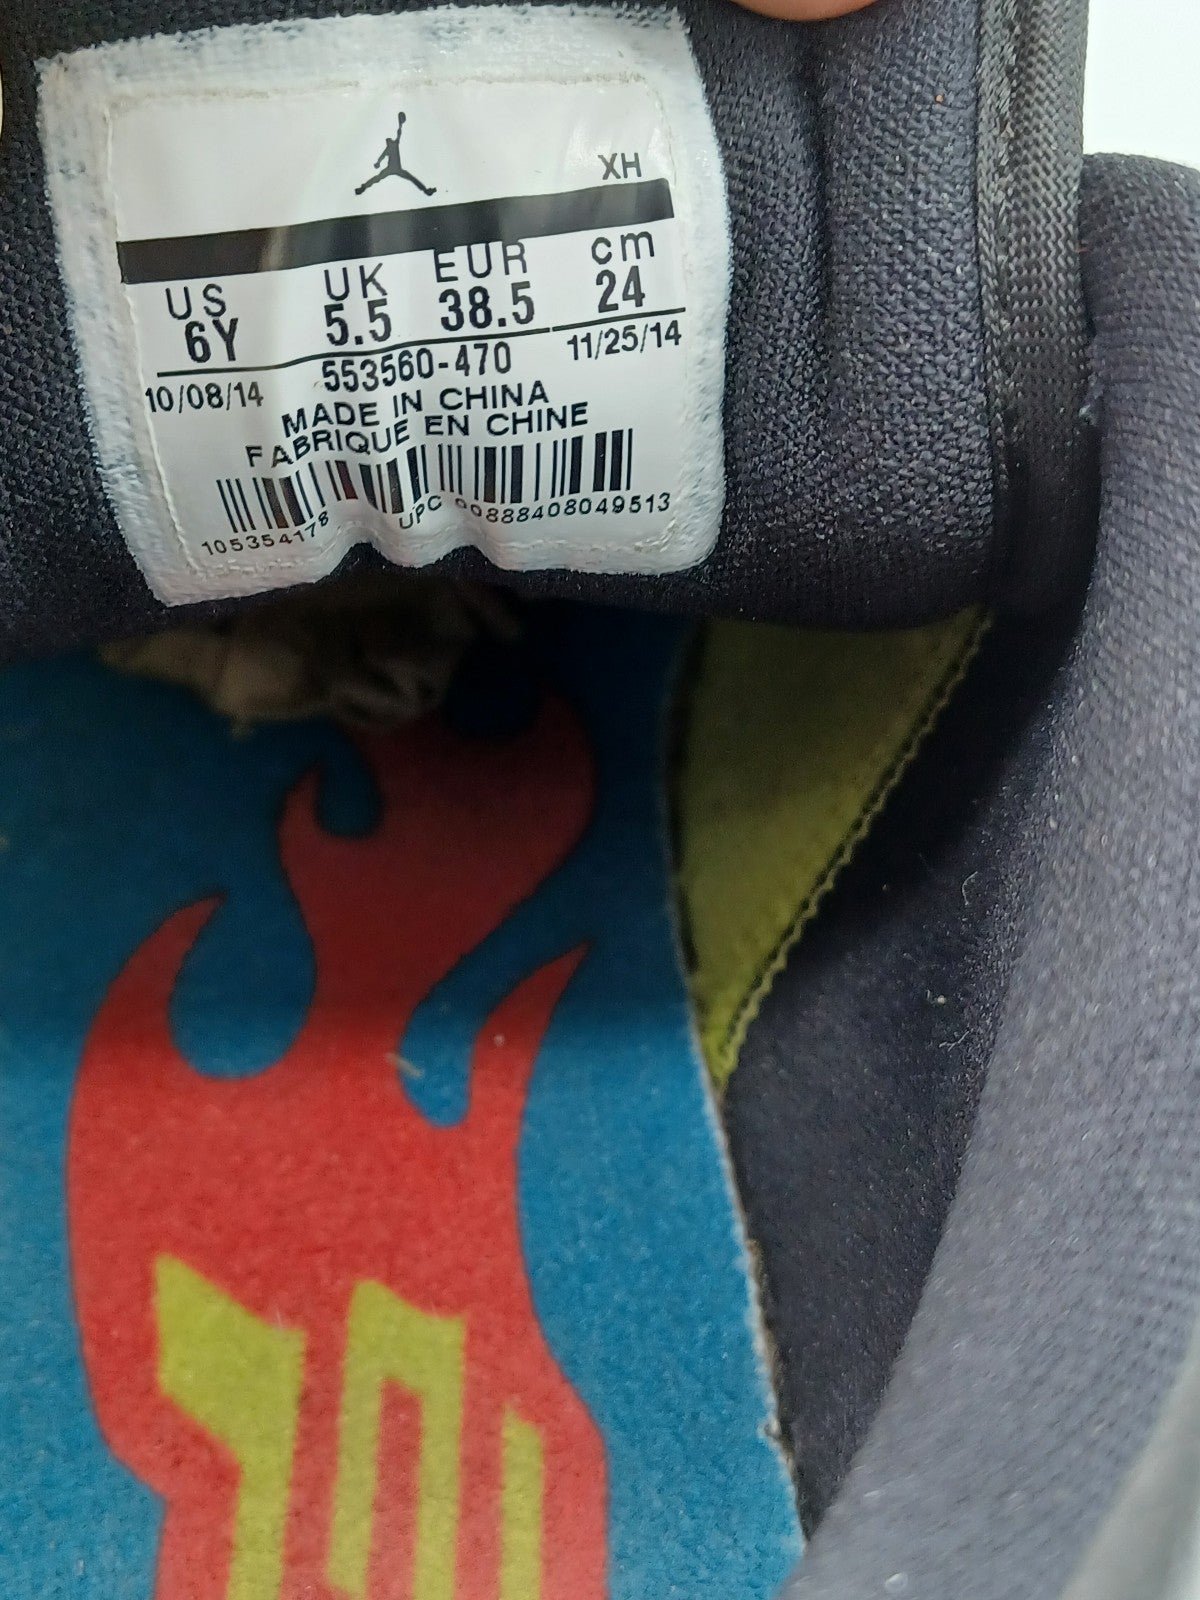 XH
US UK EUR cm
6Y 5.5 38.5 24
10/08/14 553560-470 11/25/14
MADE IN CHINA
FABRIQUE EN CHINE
105354178 UPC 00888408049513